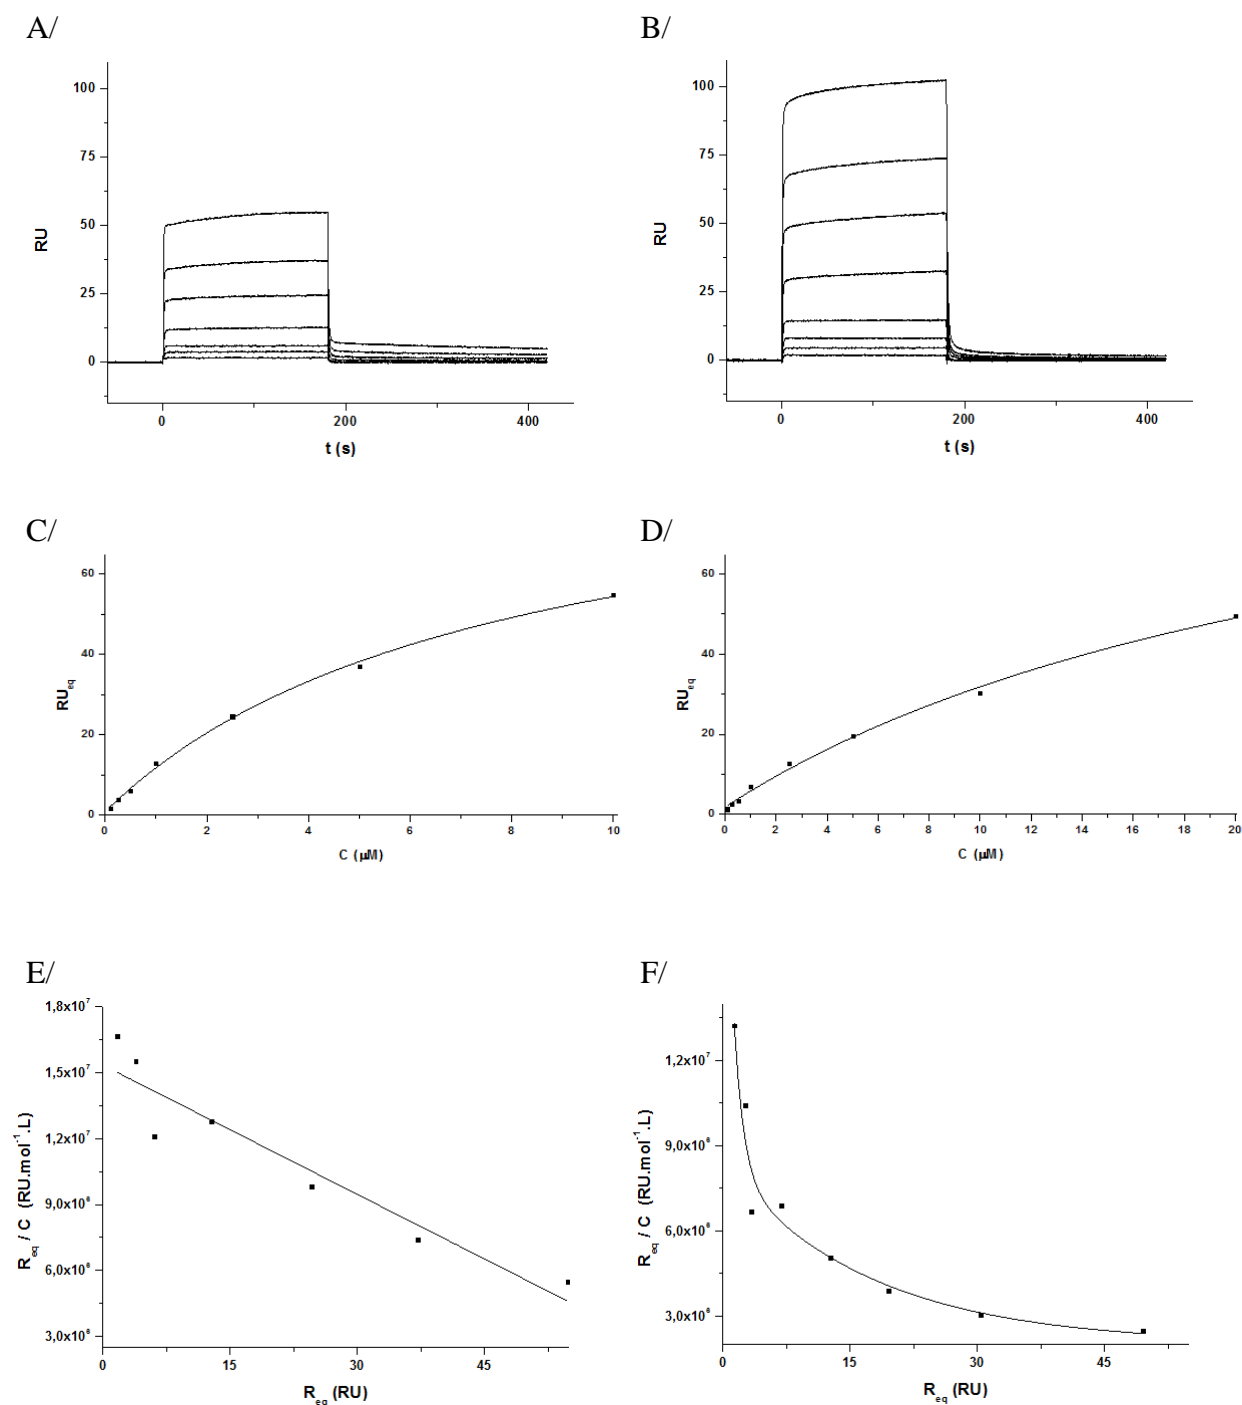 A/
100
75
50
25
0
RU
0 200 400
t (s)
B/
100
75
50
25
0
RU
0 200 400
t (s)
C/
60
40
20
0
RUeq
0 2 4 6 8 10
C (μM)
D/
60
40
20
0
RUeq
0 2 4 6 8 10 12 14 16 18 20
C (μM)
E/
1,8x10⁷
1,5x10⁷
1,2x10⁷
9,0x10⁶
6,0x10⁶
3,0x10⁶
Req / C (RU.mol⁻¹.L)
0 15 30 45
Req (RU)
F/
1,2x10⁷
9,0x10⁶
6,0x10⁶
3,0x10⁶
Req / C (RU.mol⁻¹.L)
0 15 30 45
Req (RU)